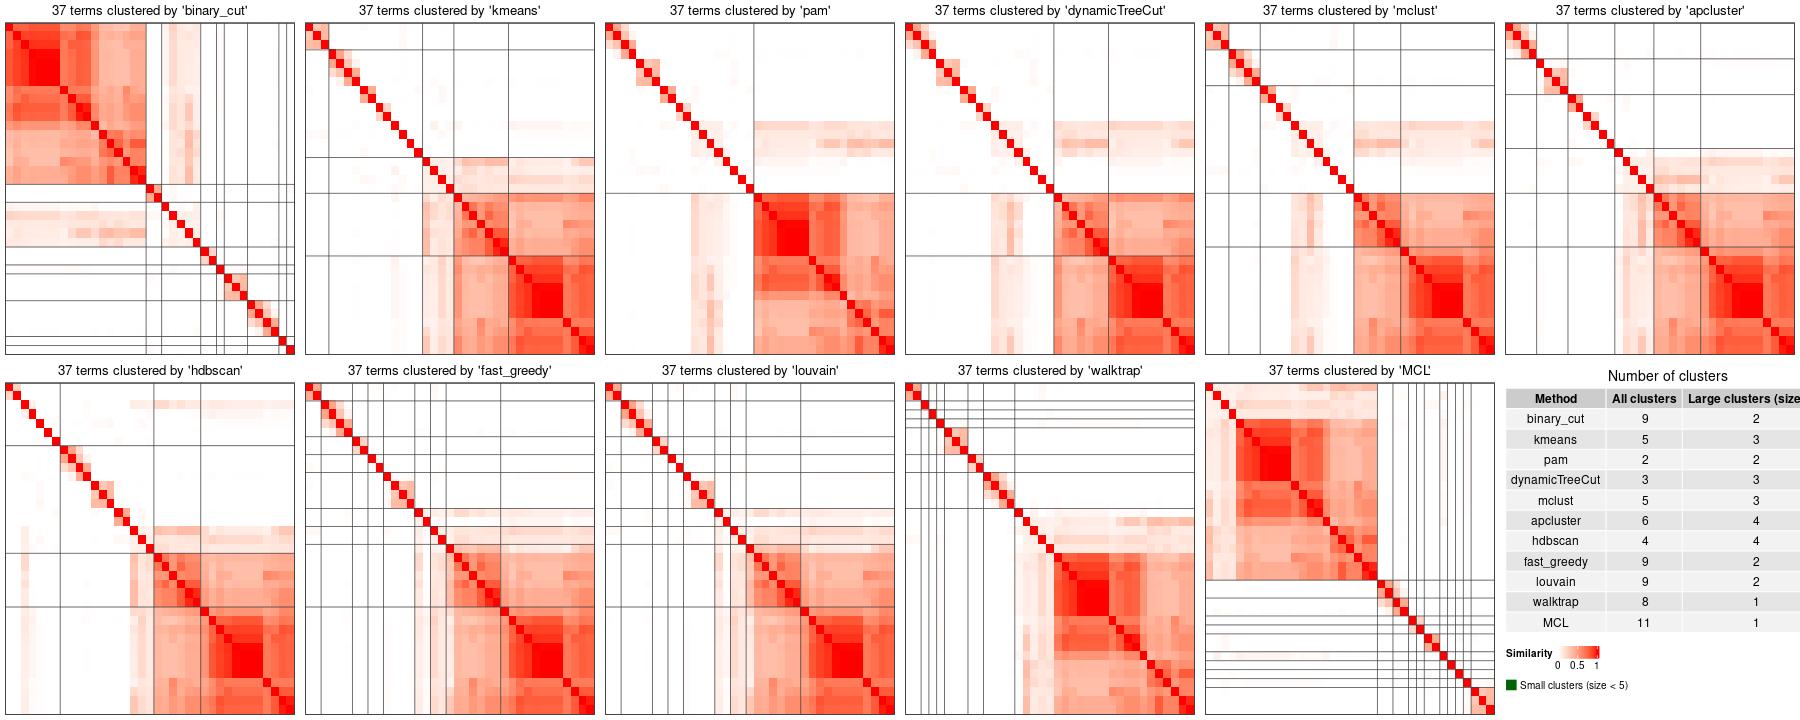 37 terms clustered by 'binary_cut'
37 terms clustered by 'kmeans'
37 terms clustered by 'pam'
37 terms clustered by 'dynamicTreeCut'
37 terms clustered by 'mclust'
37 terms clustered by 'apcluster'
37 terms clustered by 'hdbscan'
37 terms clustered by 'fast_greedy'
37 terms clustered by 'louvain'
37 terms clustered by 'walktrap'
37 terms clustered by 'MCL'
Number of clusters
Method All clusters Large clusters (size
binary_cut 9 2
kmeans 5 3
pam 2 2
dynamicTreeCut 3 3
mclust 5 3
apcluster 6 4
hdbscan 4 4
fast_greedy 9 2
louvain 9 2
walktrap 8 1
MCL 11 1
Similarity
0 0.5 1
Small clusters (size < 5)